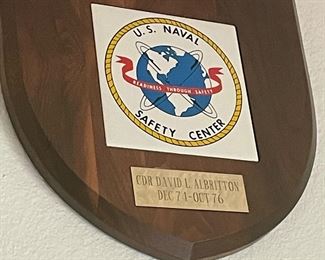 U.S. NAVAL
READINESS THROUGH SAFETY
SAFETY CENTER
CDR DAVID L. ALBRITTON
DEC 74-OCT 76